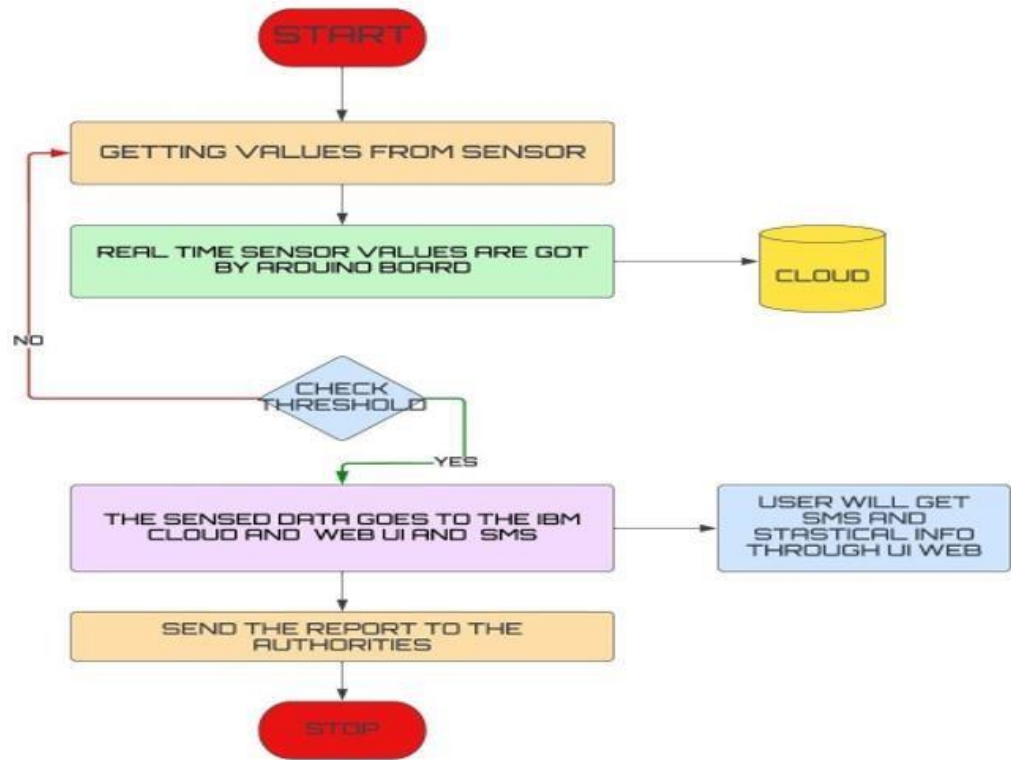 START
GETTING VALUES FROM SENSOR
REAL TIME SENSOR VALUES ARE GOT
BY ARDUINO BOARD
CLOUD
NO
CHECK
THRESHOLD
YES
THE SENSED DATA GOES TO THE IBM
CLOUD AND WEB UI AND SMS
USER WILL GET
SMS AND
STASTICAL INFO
THROUGH UI WEB
SEND THE REPORT TO THE
AUTHORITIES
STOP